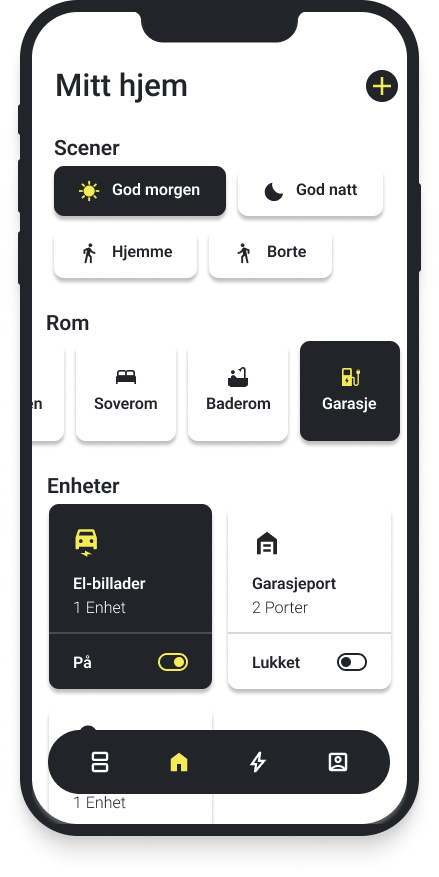 Mitt hjem
Scener
God morgen
God natt
Hjemme
Borte
Rom
en
Soverom
Baderom
Garasje
Enheter
El-billader
1 Enhet
På
Garasjeport
2 Porter
Lukket
1 Enhet